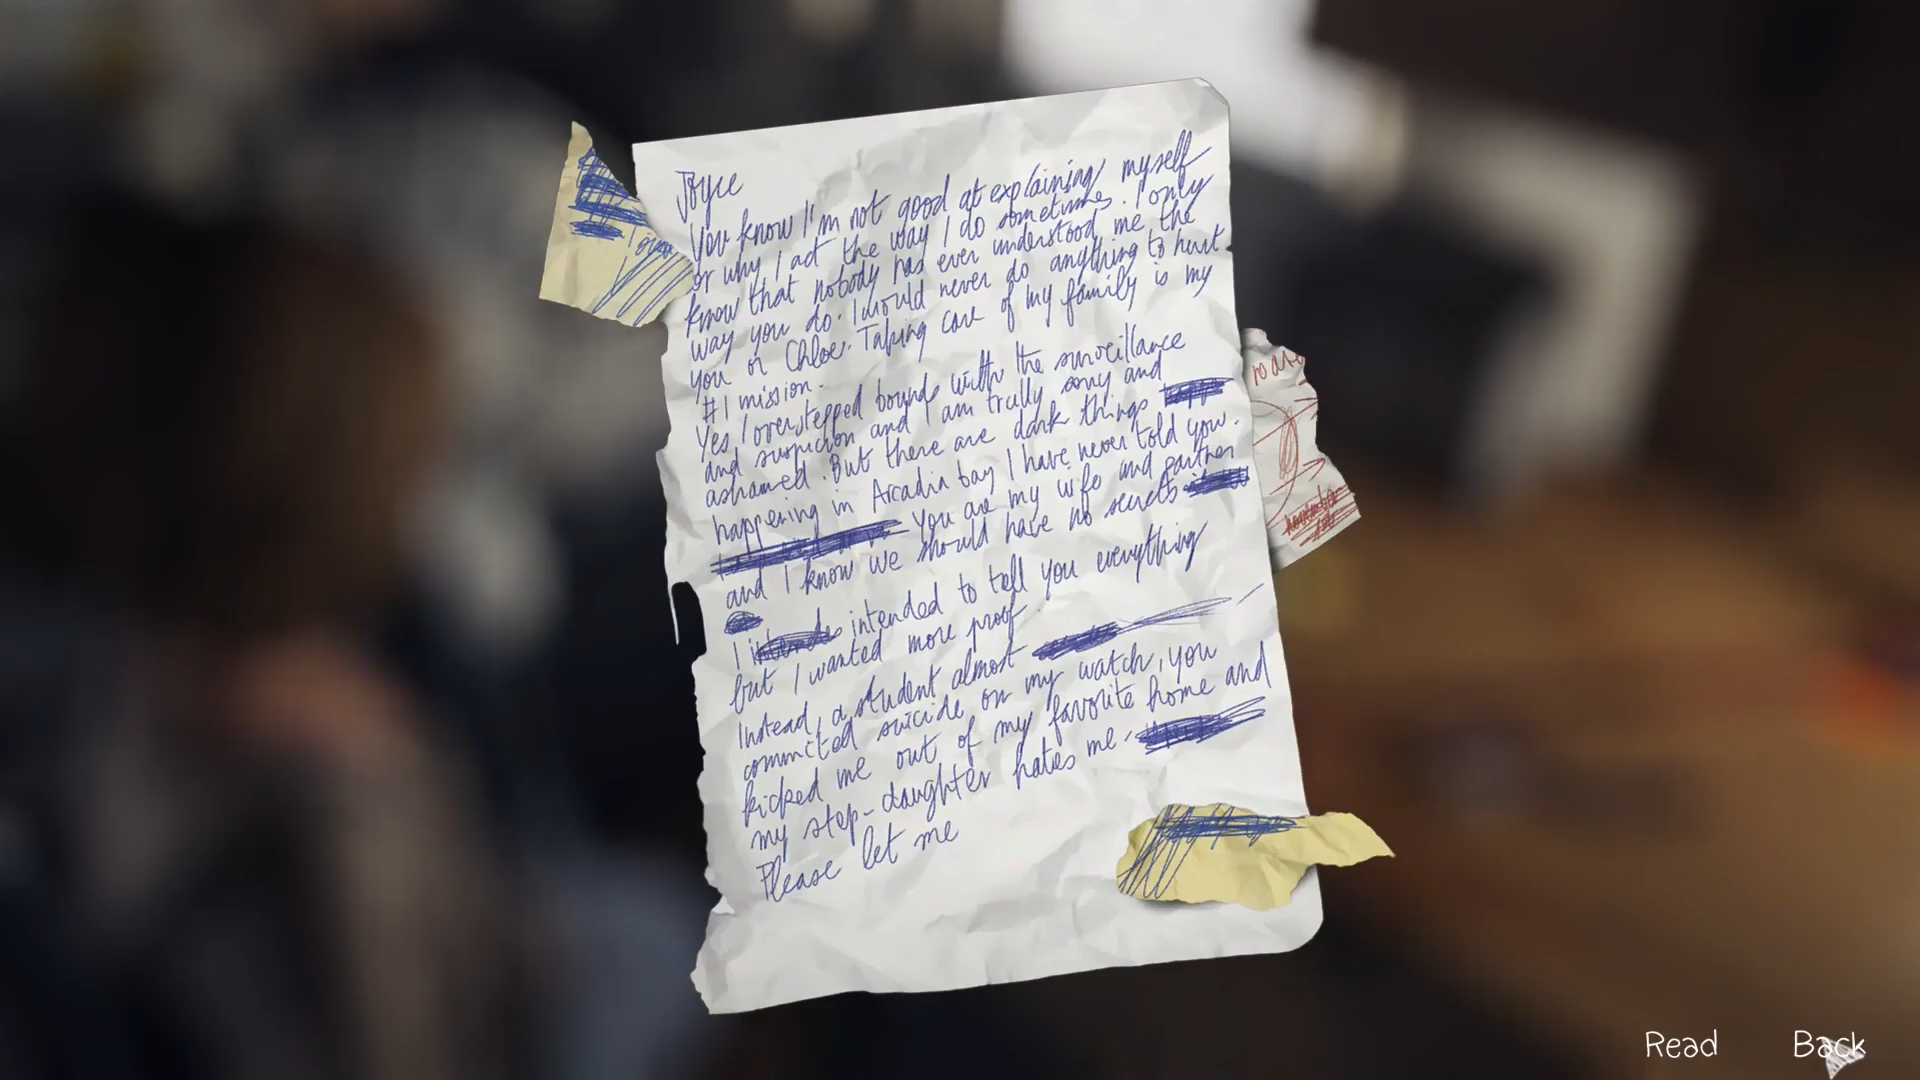 Joyce
You know I'm not good at explaining myself
or why I act the way I do sometimes. I only
know that nobody has ever understood me the
way you do. I would never do anything to hurt
you or Chloe. Taking care of my family is my
#1 mission.
Yes I overstepped bounds with the surveillance
and suspicion and I am trully sorry and
ashamed. But there are dark things
happening in Arcadia bay I have never told you.
You are my wife and partner
and I know we should have no secrets
I intended to tell you everything
but I wanted more proof.
Instead, a student almost
committed suicide on my watch, you
kicked me out of my favorite home and
my step-daughter hates me.
Please let me
Read Back